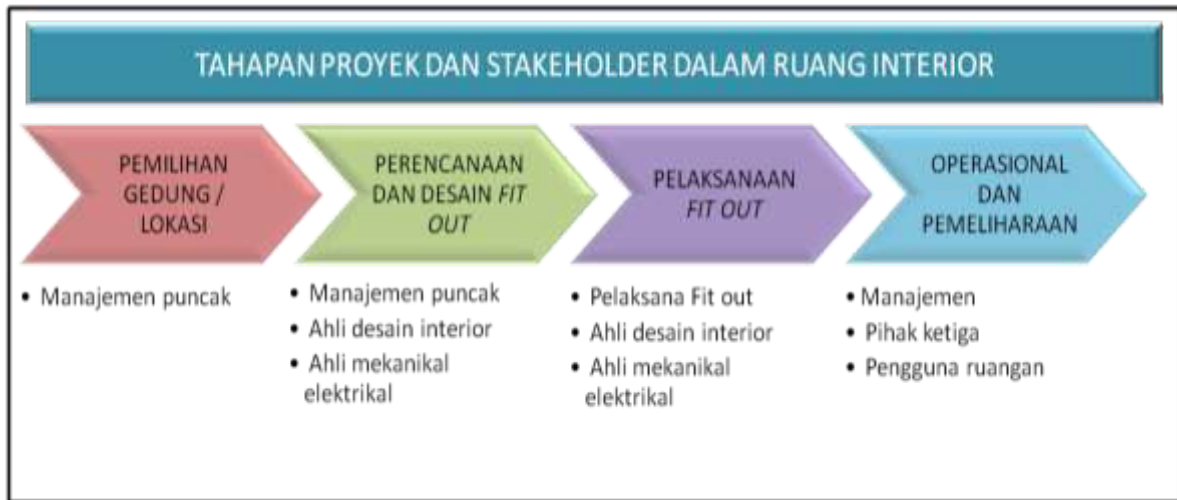 TAHAPAN PROYEK DAN STAKEHOLDER DALAM RUANG INTERIOR
PEMILIHAN
GEDUNG /
LOKASI
• Manajemen puncak
PERENCANAAN
DAN DESAIN FIT
OUT
• Manajemen puncak
• Ahli desain interior
• Ahli mekanikal
elektrikal
PELAKSANAAN
FIT OUT
• Pelaksana Fit out
• Ahli desain interior
• Ahli mekanikal
elektrikal
OPERASIONAL
DAN
PEMELIHARAAN
• Manajemen
• Pihak ketiga
• Pengguna ruangan